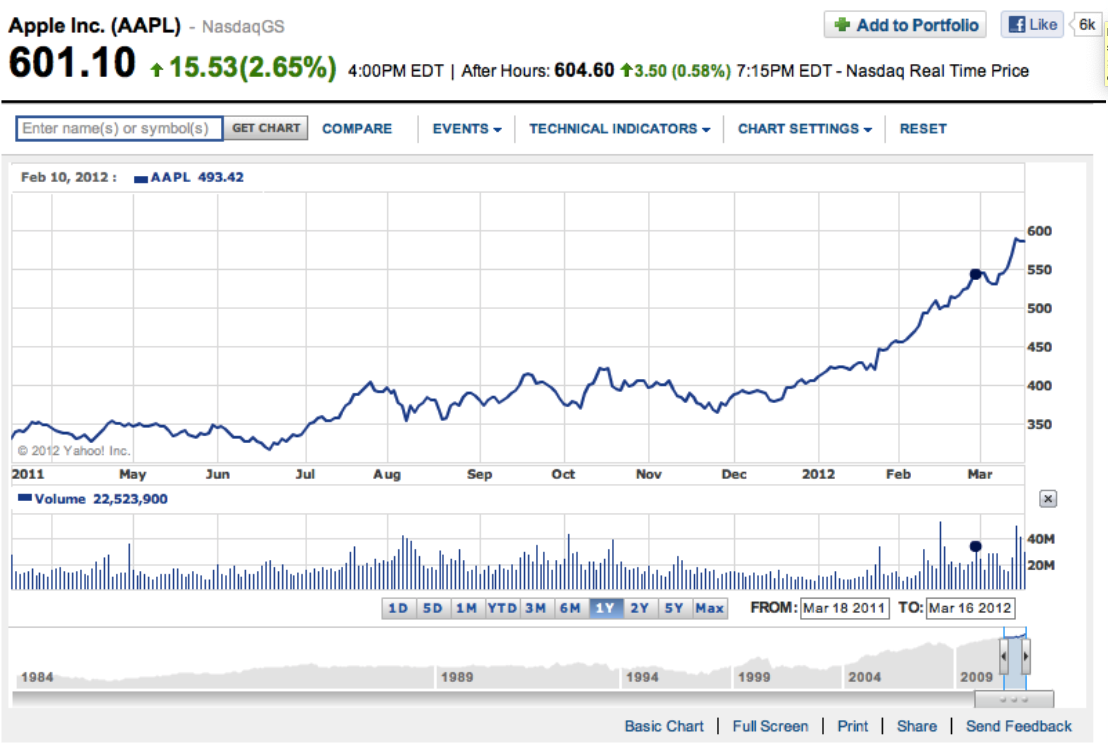 Apple Inc. (AAPL) - NasdaqGS
Add to Portfolio
Like
6k
601.10 15.53(2.65%) 4:00PM EDT | After Hours: 604.60 3.50 (0.58%) 7:15PM EDT - Nasdaq Real Time Price
Enter name(s) or symbol(s) GET CHART COMPARE EVENTS TECHNICAL INDICATORS CHART SETTINGS RESET
Feb 10, 2012 : AAPL 493.42
600
550
500
450
400
350
© 2012 Yahoo! Inc.
2011 May Jun Jul Aug Sep Oct Nov Dec 2012 Feb Mar
Volume 22,523,900
40M
20M
1D 5D 1M YTD 3M 6M 1Y 2Y 5Y Max FROM: Mar 18 2011 TO: Mar 16 2012
1984 1989 1994 1999 2004 2009
Basic Chart | Full Screen | Print | Share | Send Feedback